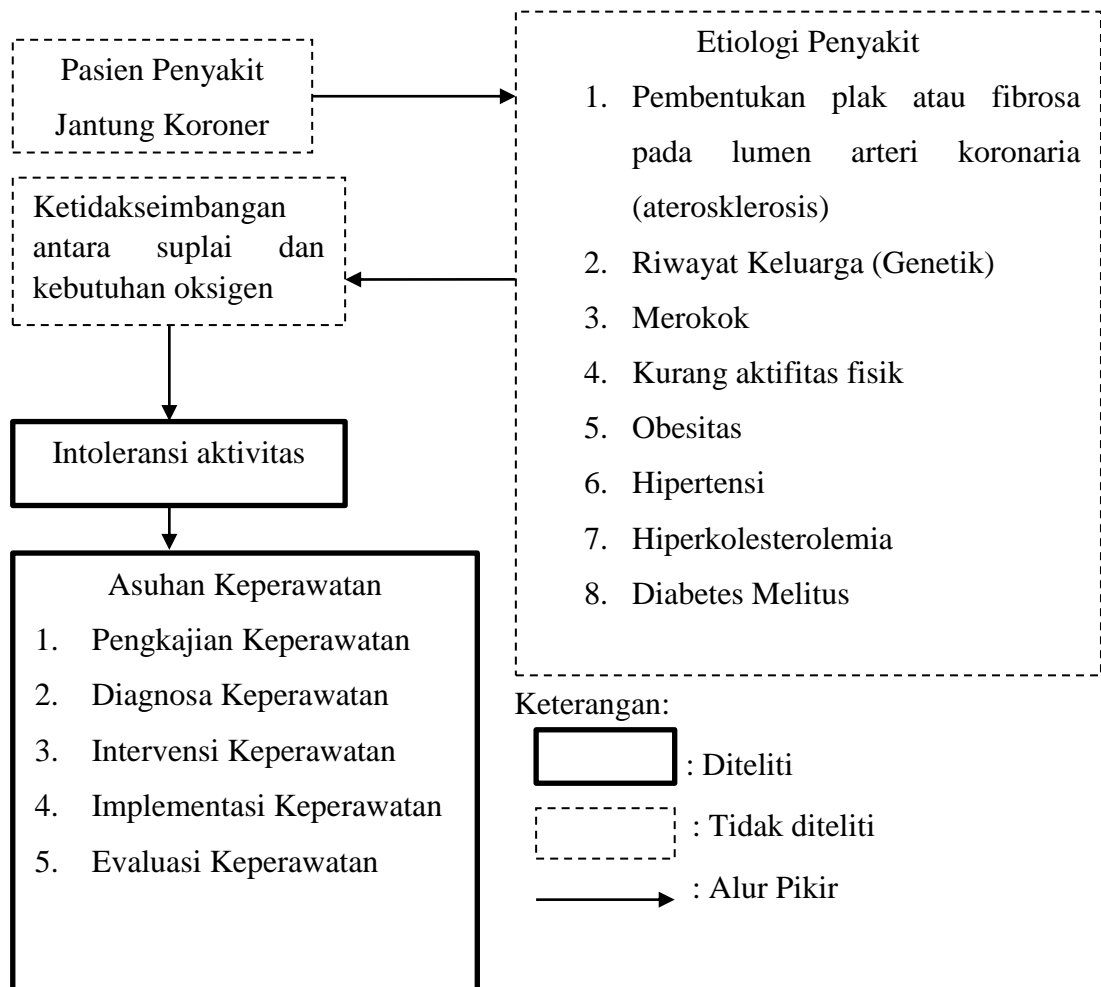 Pasien Penyakit
Jantung Koroner
Etiologi Penyakit
1. Pembentukan plak atau fibrosa
pada lumen arteri koronaria
(aterosklerosis)
2. Riwayat Keluarga (Genetik)
3. Merokok
4. Kurang aktifitas fisik
5. Obesitas
6. Hipertensi
7. Hiperkolesterolemia
8. Diabetes Melitus
Ketidakseimbangan
antara suplai dan
kebutuhan oksigen
Intoleransi aktivitas
Asuhan Keperawatan
1. Pengkajian Keperawatan
2. Diagnosa Keperawatan
3. Intervensi Keperawatan
4. Implementasi Keperawatan
5. Evaluasi Keperawatan
Keterangan:
: Diteliti
: Tidak diteliti
: Alur Pikir